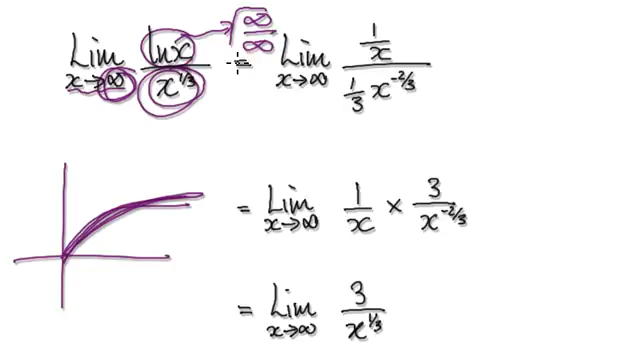 Lim x→∞ ln x / x^{1/3} → ∞/∞ = Lim x→∞ (1/x) / (1/3 x^{-2/3})
= Lim x→∞ 1/x × 3/x^{-2/3}
= Lim x→∞ 3/x^{1/3}